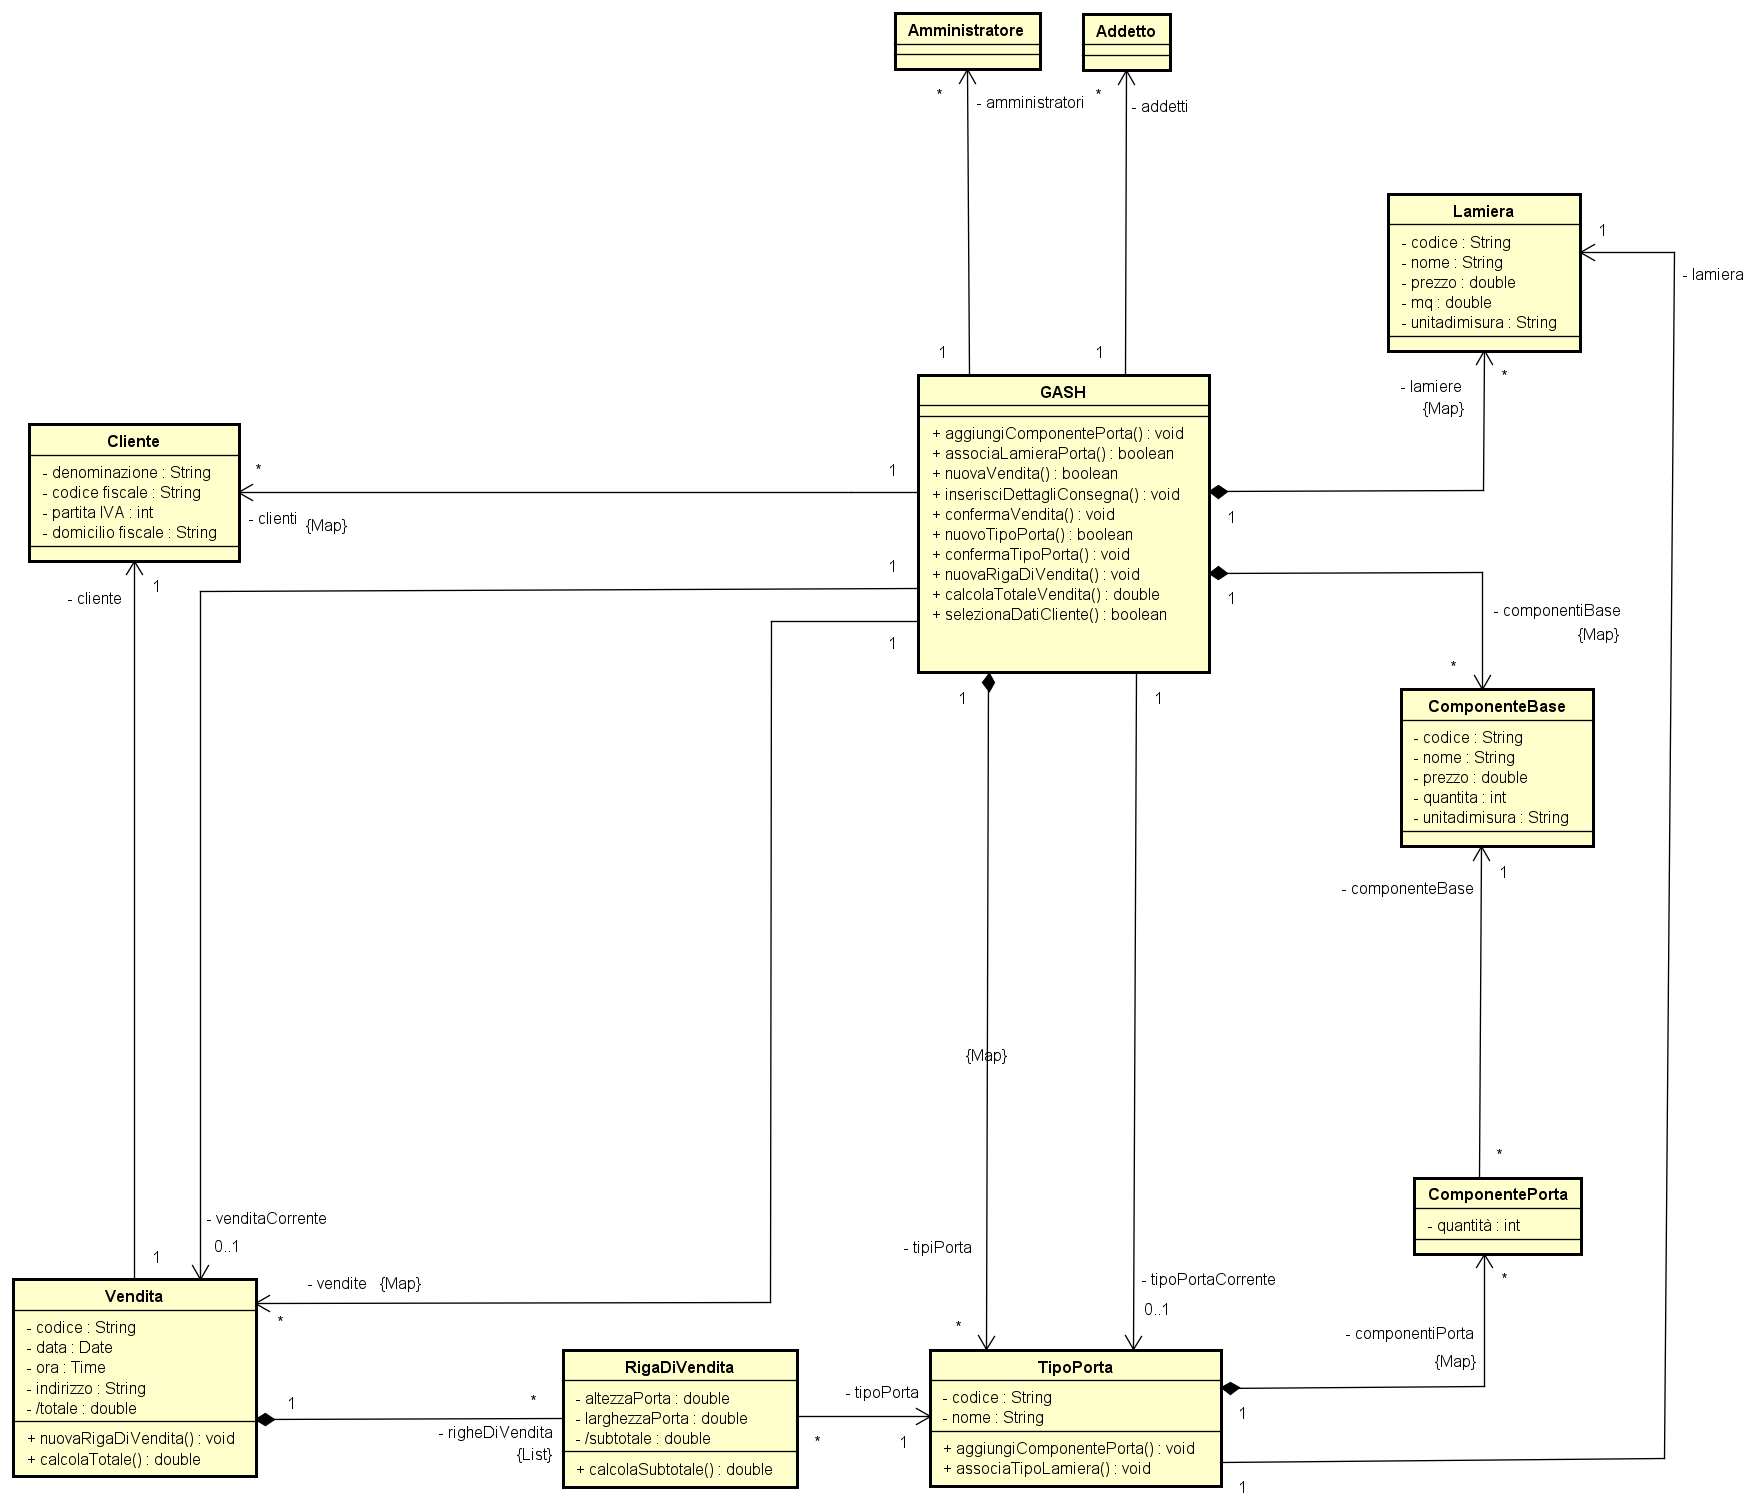 Amministratore
Addetto
*
- amministratori
*
- addetti
Lamiera
- codice : String
- nome : String
- prezzo : double
- mq : double
- unitadimisura : String
1
- lamiera
1
1
- lamiere
*
{Map}
GASH
+ aggiungiComponentePorta() : void
+ associaLamieraPorta() : boolean
+ nuovaVendita() : boolean
+ inserisciDettagliConsegna() : void
+ confermaVendita() : void
+ nuovoTipoPorta() : boolean
+ confermaTipoPorta() : void
+ nuovaRigaDiVendita() : void
+ calcolaTotaleVendita() : double
+ selezionaDatiCliente() : boolean
Cliente
- denominazione : String
- codice fiscale : String
- partita IVA : int
- domicilio fiscale : String
*
1
- clienti
{Map}
1
1
- cliente
1
1
1
- componentiBase
{Map}
1
*
1
1
ComponenteBase
- codice : String
- nome : String
- prezzo : double
- quantita : int
- unitadimisura : String
1
- componenteBase
{Map}
*
ComponentePorta
- quantità : int
- venditaCorrente
0..1
1
- tipiPorta
*
- tipoPortaCorrente
0..1
*
- componentiPorta
{Map}
1
- vendite
{Map}
*
Vendita
- codice : String
- data : Date
- ora : Time
- indirizzo : String
- /totale : double
+ nuovaRigaDiVendita() : void
+ calcolaTotale() : double
1
*
- righeDiVendita
{List}
RigaDiVendita
- altezzaPorta : double
- larghezzaPorta : double
- /subtotale : double
+ calcolaSubtotale() : double
- tipoPorta
*
1
TipoPorta
- codice : String
- nome : String
+ aggiungiComponentePorta() : void
+ associaTipoLamiera() : void
1